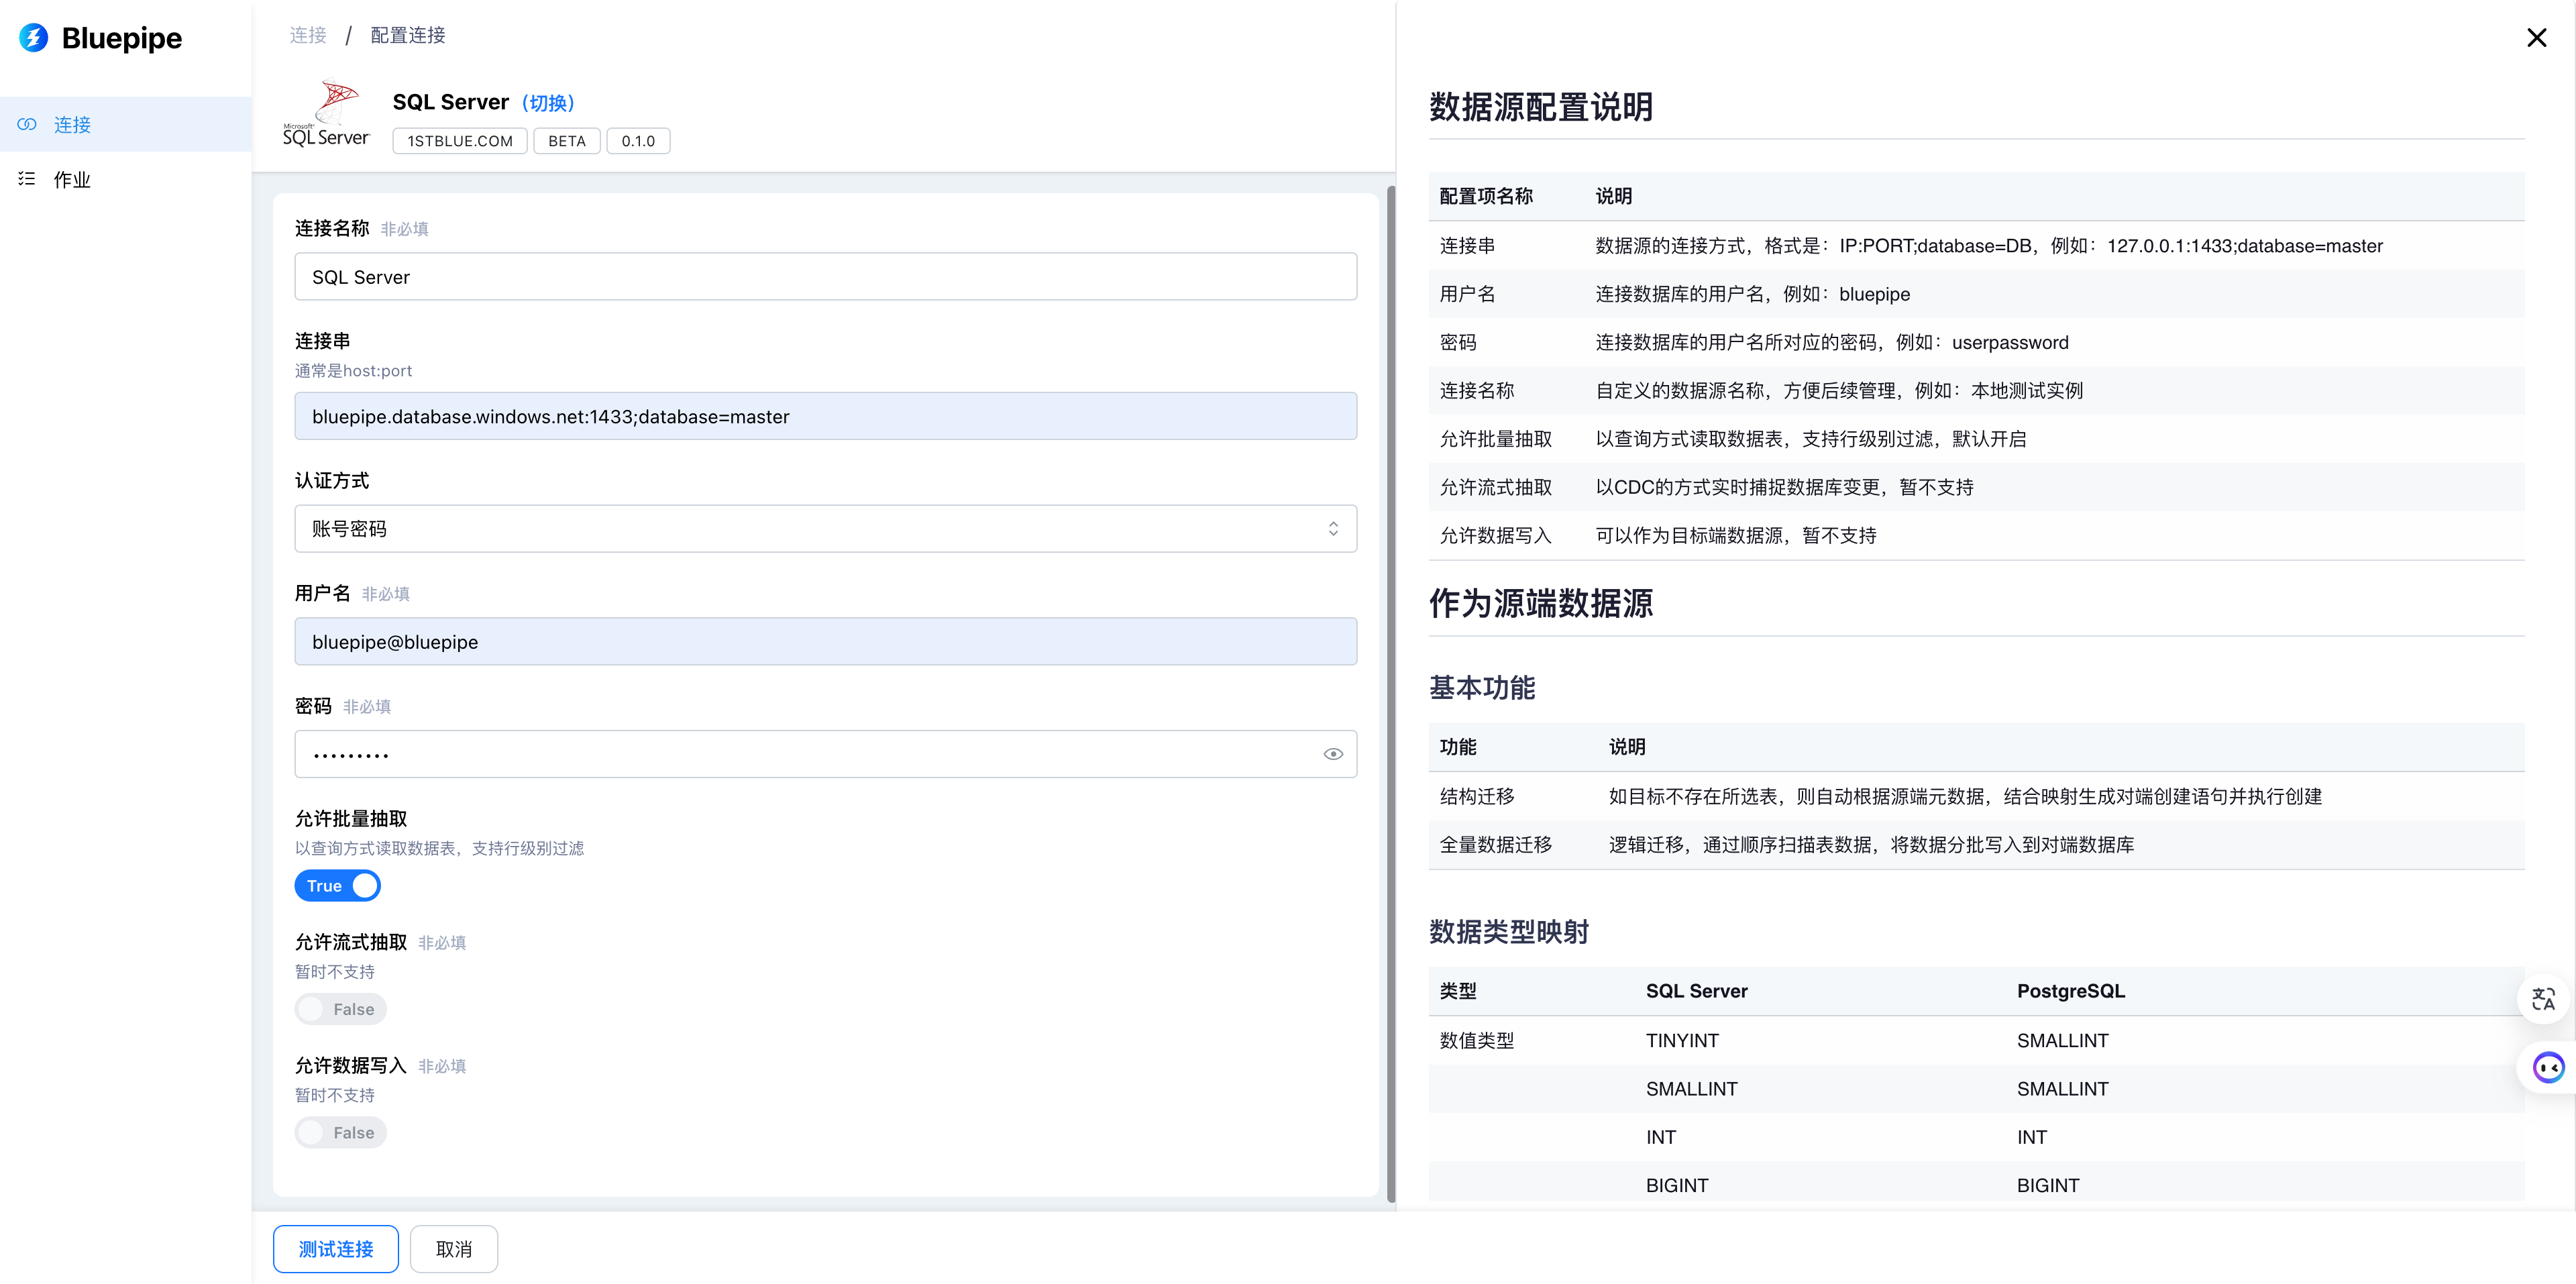 Bluepipe
连接
作业
连接 / 配置连接
Microsoft®
SQL Server
SQL Server (切换)
1STBLUE.COM BETA 0.1.0
连接名称 非必填
SQL Server
连接串
通常是host:port
bluepipe.database.windows.net:1433;database=master
认证方式
账号密码
用户名 非必填
bluepipe@bluepipe
密码 非必填
•••••••••
允许批量抽取
以查询方式读取数据表，支持行级别过滤
True
允许流式抽取 非必填
暂时不支持
False
允许数据写入 非必填
暂时不支持
False
测试连接 取消
数据源配置说明
配置项名称 说明
连接串 数据源的连接方式，格式是：IP:PORT;database=DB，例如：127.0.0.1:1433;database=master
用户名 连接数据库的用户名，例如：bluepipe
密码 连接数据库的用户名所对应的密码，例如：userpassword
连接名称 自定义的数据源名称，方便后续管理，例如：本地测试实例
允许批量抽取 以查询方式读取数据表，支持行级别过滤，默认开启
允许流式抽取 以CDC的方式实时捕捉数据库变更，暂不支持
允许数据写入 可以作为目标端数据源，暂不支持
作为源端数据源
基本功能
功能 说明
结构迁移 如目标不存在所选表，则自动根据源端元数据，结合映射生成对端创建语句并执行创建
全量数据迁移 逻辑迁移，通过顺序扫描表数据，将数据分批写入到对端数据库
数据类型映射
类型 SQL Server PostgreSQL
数值类型 TINYINT SMALLINT
SMALLINT SMALLINT
INT INT
BIGINT BIGINT